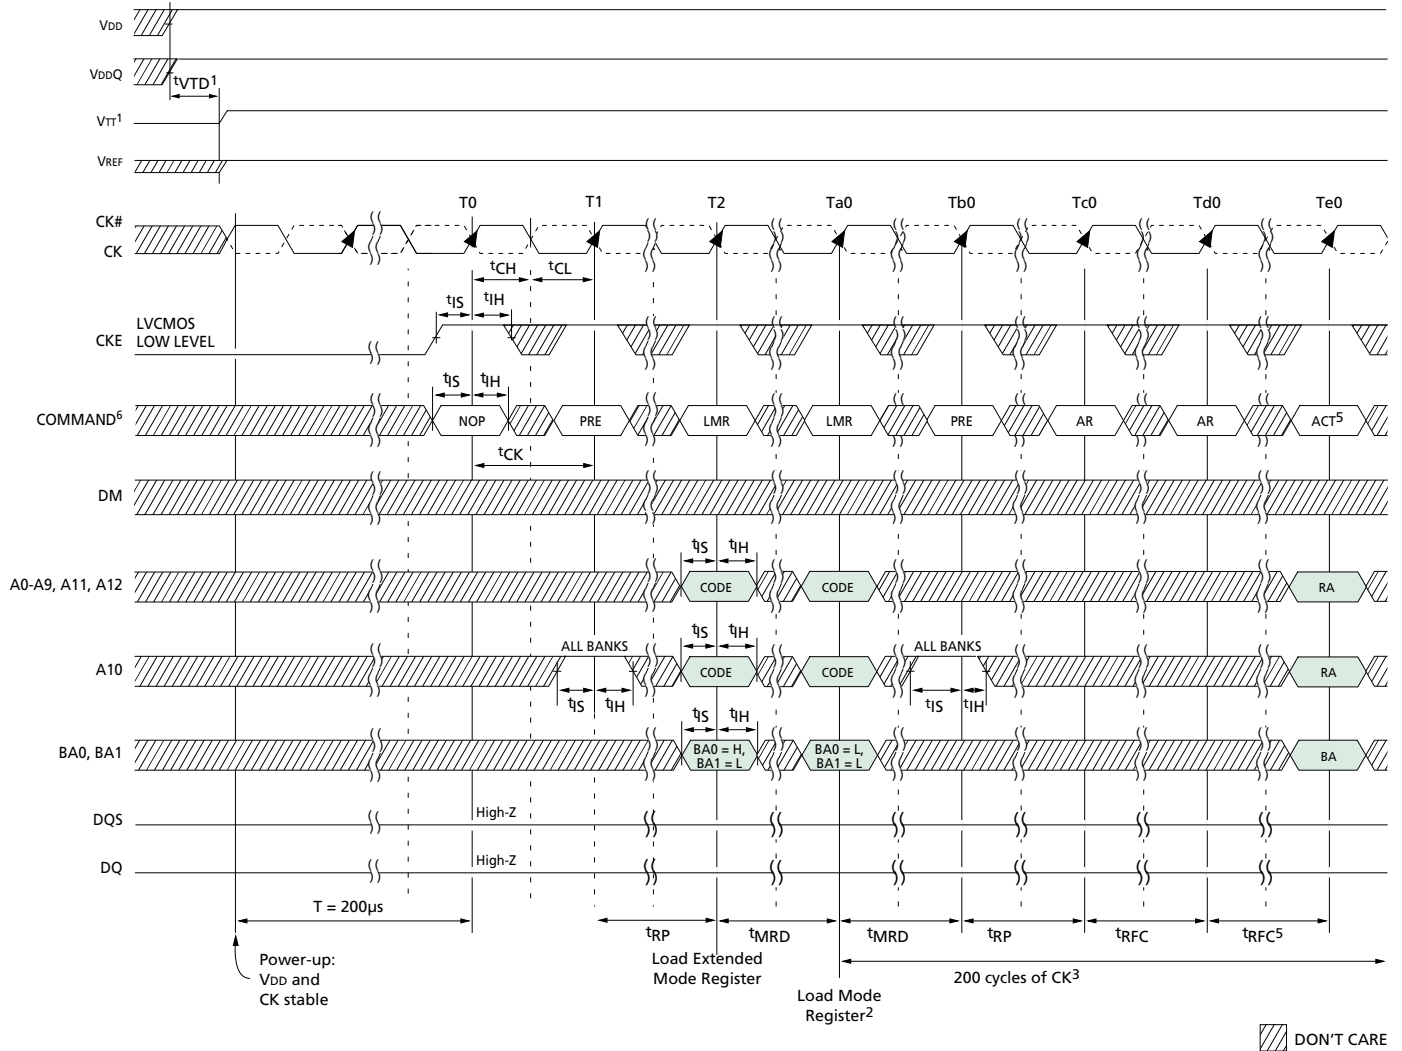 VDD
VDDQ
tVTD1
VTT1
VREF
T0 T1 T2 Ta0 Tb0 Tc0 Td0 Te0
CK#
CK
tCH tCL
tIS tIH
LVCMOS
LOW LEVEL
CKE
tIS tIH
COMMAND6 NOP PRE LMR LMR PRE AR AR ACT5
tCK
DM
tIS tIH
A0-A9, A11, A12 CODE CODE RA
tIS tIH
ALL BANKS ALL BANKS
A10 CODE CODE RA
tIS tIH tIS tIH
tIS tIH
BA0, BA1 BA0 = H, BA1 = L BA0 = L, BA1 = L BA
DQS High-Z
DQ High-Z
T = 200µs
tRP tMRD tMRD tRP tRFC tRFC5
Power-up:
VDD and
CK stable
Load Extended
Mode Register
200 cycles of CK3
Load Mode
Register2
DON'T CARE